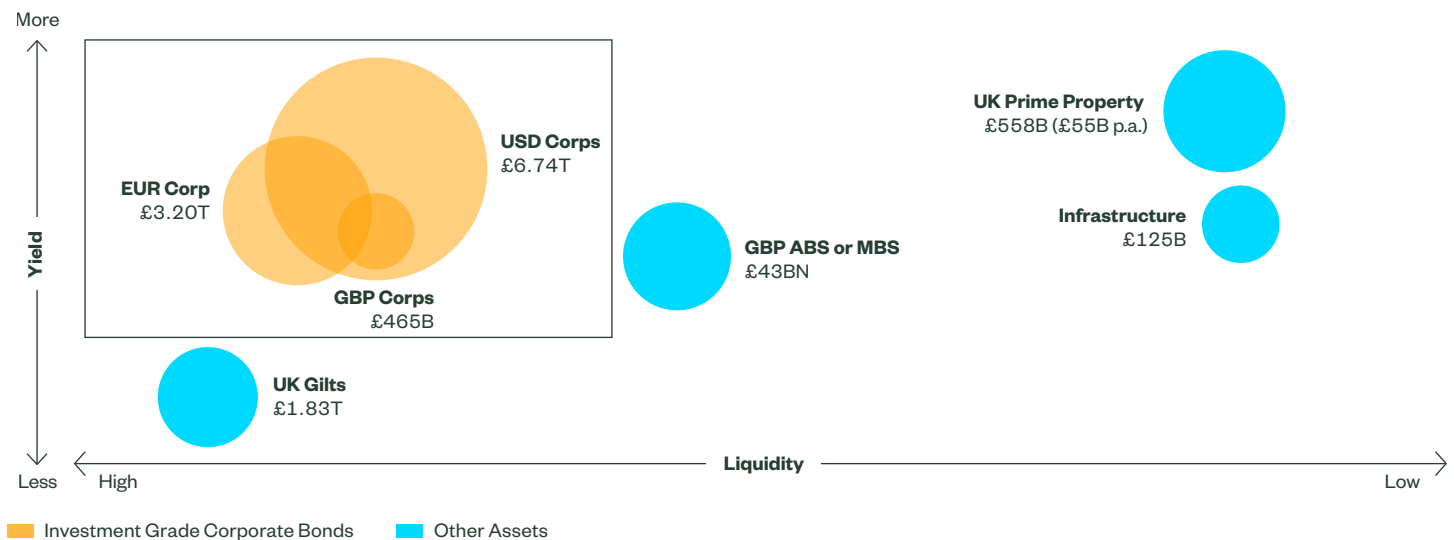 More
UK Prime Property
£558B (£55B p.a.)
USD Corps
£6.74T
EUR Corp
£3.20T
Infrastructure
£125B
Yield
GBP ABS or MBS
£43BN
GBP Corps
£465B
UK Gilts
£1.83T
Liquidity
Less
High
Low
Investment Grade Corporate Bonds
Other Assets